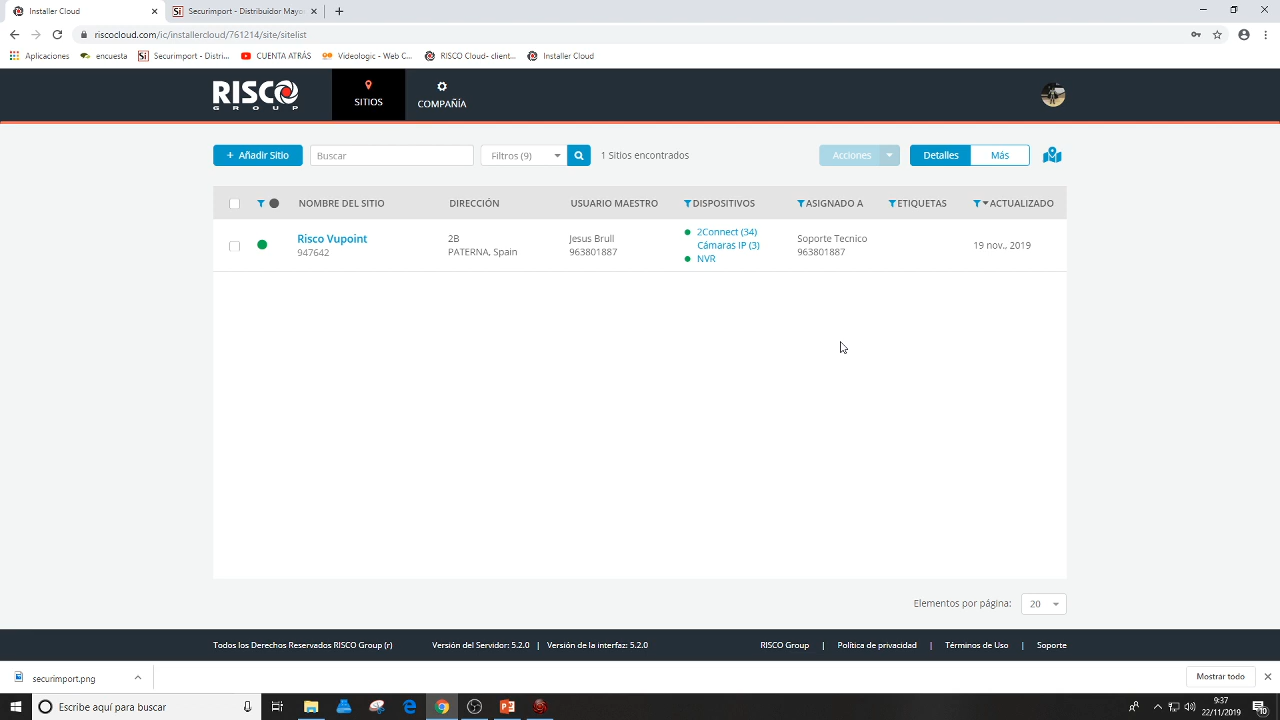 Installer Cloud
Securimport - Distribuidor Mayo
riscocloud.com/ic/installercloud/761214/site/sitelist
Aplicaciones
encuesta
Securimport - Distri...
CUENTA ATRÁS
Videologic - Web C...
RISCO Cloud- client...
Installer Cloud
RISCO
GROUP
SITIOS
COMPAÑÍA
+ Añadir Sitio
Buscar
Filtros (9)
1 Sitios encontrados
Acciones
Detalles
Más
NOMBRE DEL SITIO
DIRECCIÓN
USUARIO MAESTRO
DISPOSITIVOS
ASIGNADO A
ETIQUETAS
ACTUALIZADO
Risco Vupoint
947642
2B
PATERNA, Spain
Jesus Brull
963801887
2Connect (34)
Cámaras IP (3)
NVR
Soporte Tecnico
963801887
19 nov., 2019
Elementos por página:
20
Todos los Derechos Reservados RISCO Group (r)
Versión del Servidor: 5.2.0 | Versión de la interfaz: 5.2.0
RISCO Group | Política de privacidad | Términos de Uso | Soporte
securimport.png
Mostrar todo
Escribe aquí para buscar
9:37
22/11/2019